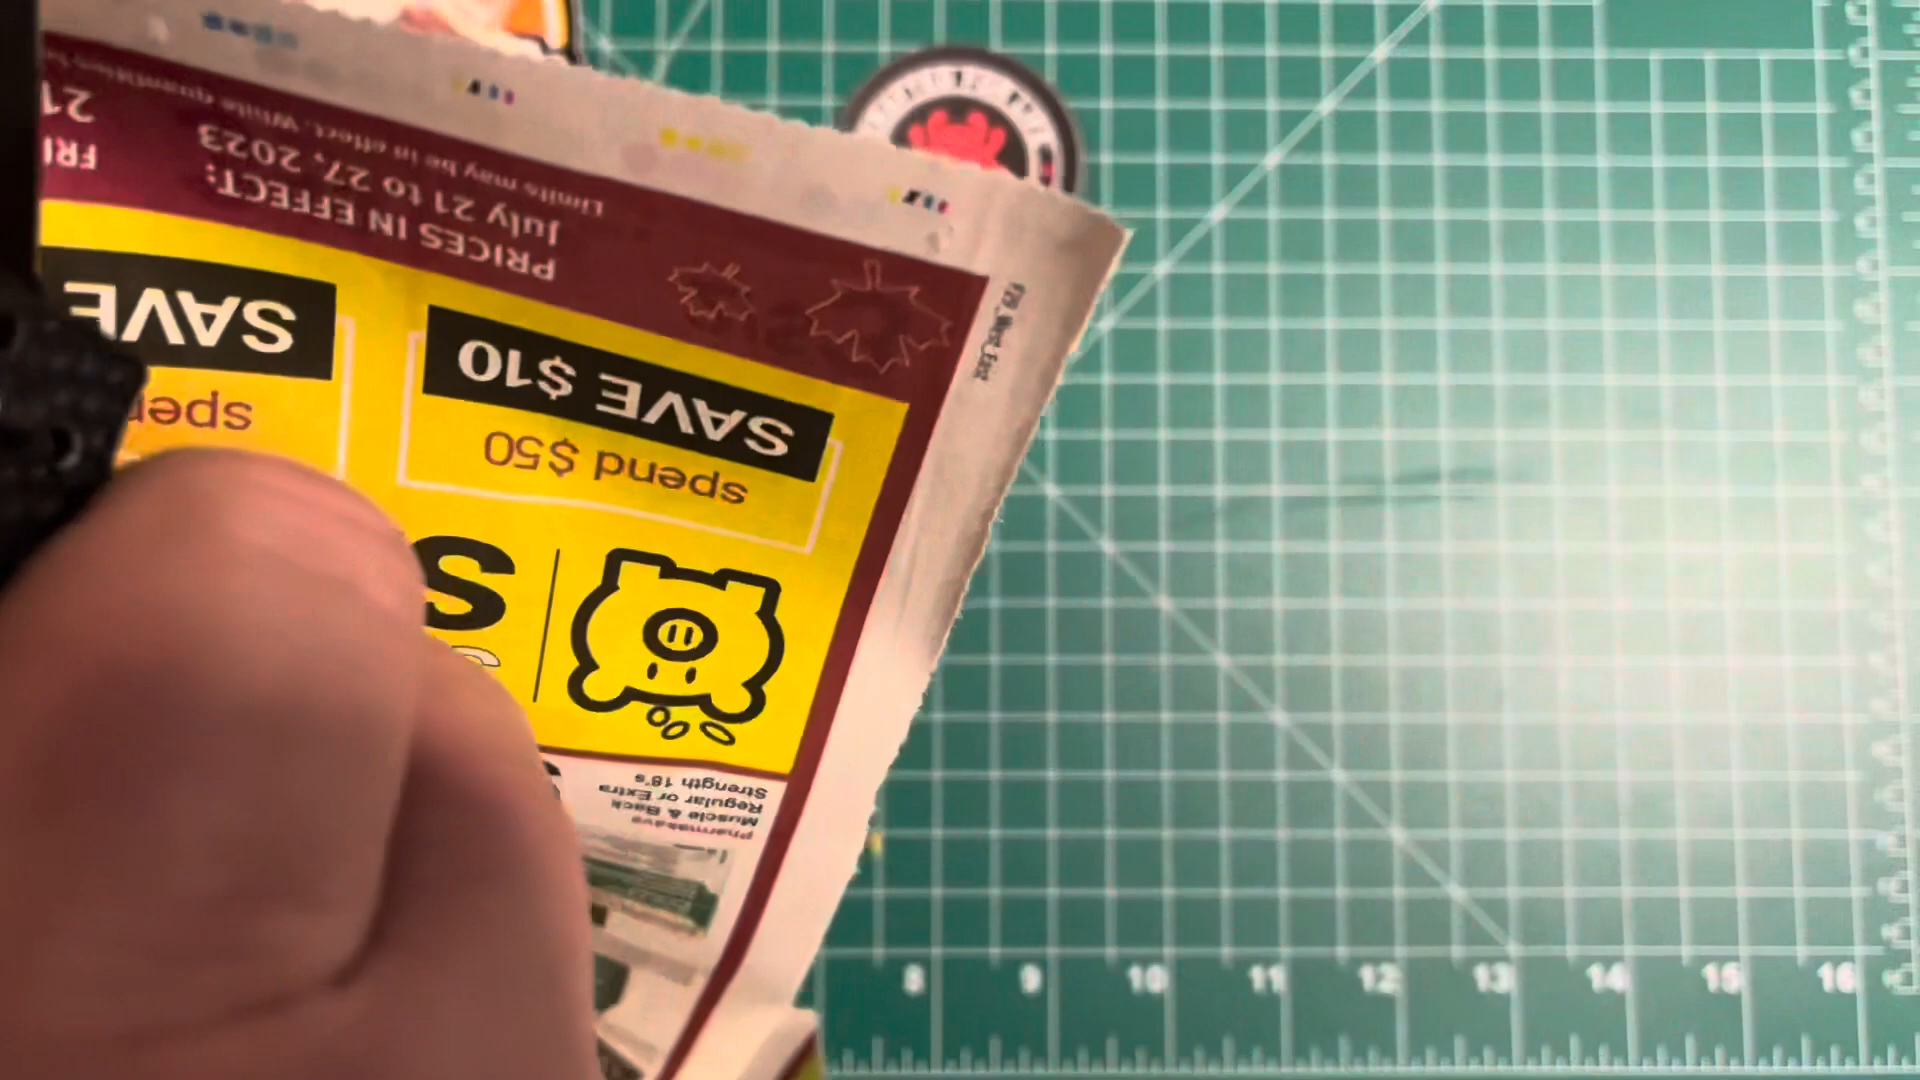 Pharmasave
Muscle & Back
Regular or Extra
Strength 18's
S
spend $50
SAVE $10
SAVE
PRICES IN EFFECT:
July 21 to 27, 2023
Limits may be in effect. While quantities
FRI
21
8 9 10 11 12 13 14 15 16